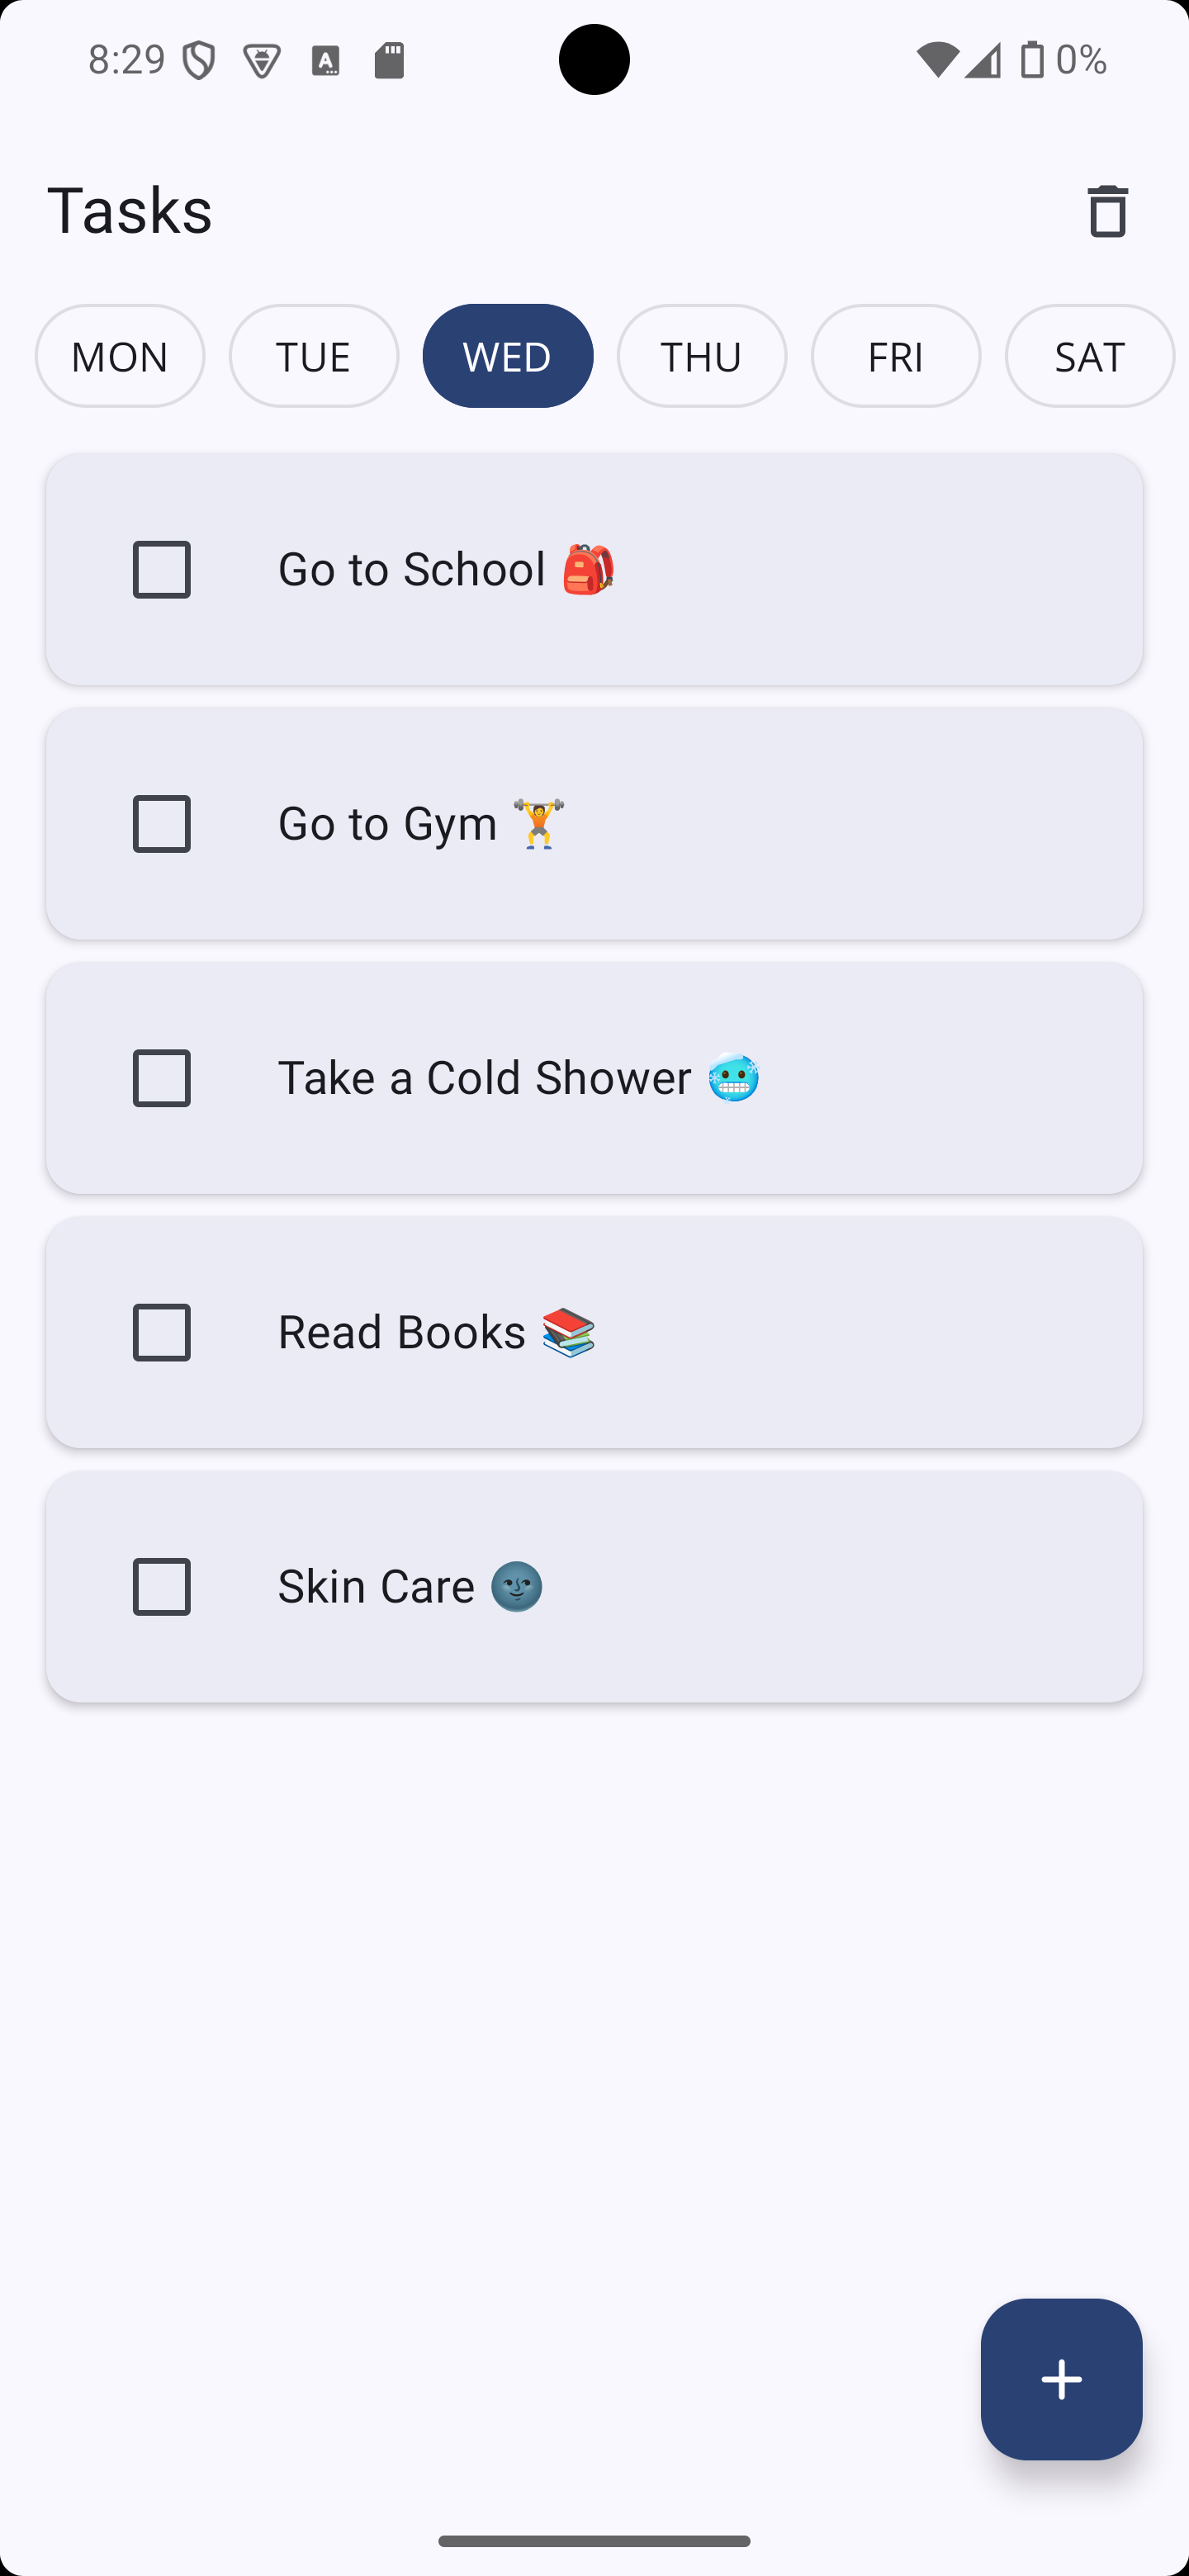 8:29 0%
Tasks
MON TUE WED THU FRI SAT
Go to School 🎒
Go to Gym 🏋️
Take a Cold Shower 🥶
Read Books 📚
Skin Care 🌚